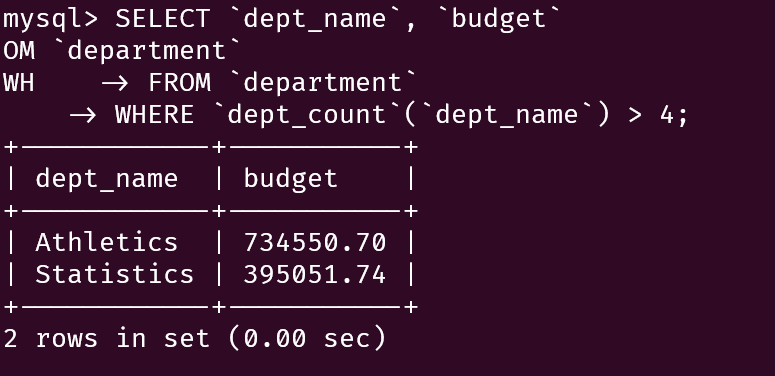 mysql> SELECT `dept_name`, `budget`
OM `department`
WH    -> FROM `department`
    -> WHERE `dept_count`(`dept_name`) > 4;
+------------+-----------+
| dept_name  | budget    |
+------------+-----------+
| Athletics  | 734550.70 |
| Statistics | 395051.74 |
+------------+-----------+
2 rows in set (0.00 sec)